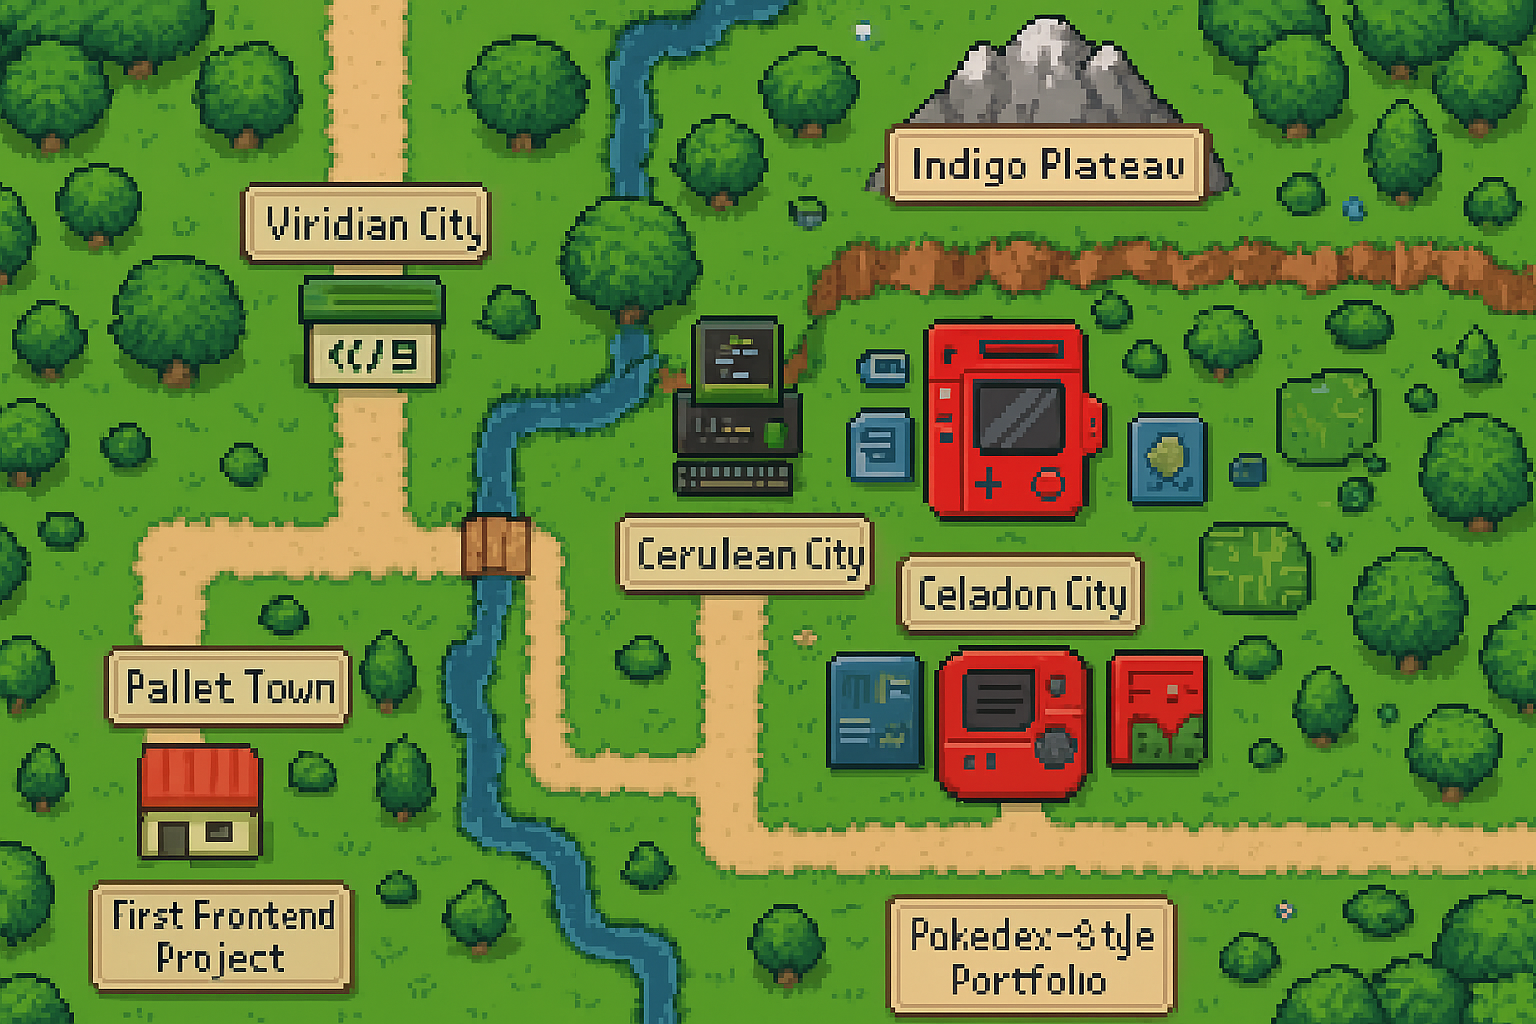 Indigo Plateau
Viridian City
Cerulean City
Celadon City
Pallet Town
First Frontend
Project
Pokedex-Style
Portfolio